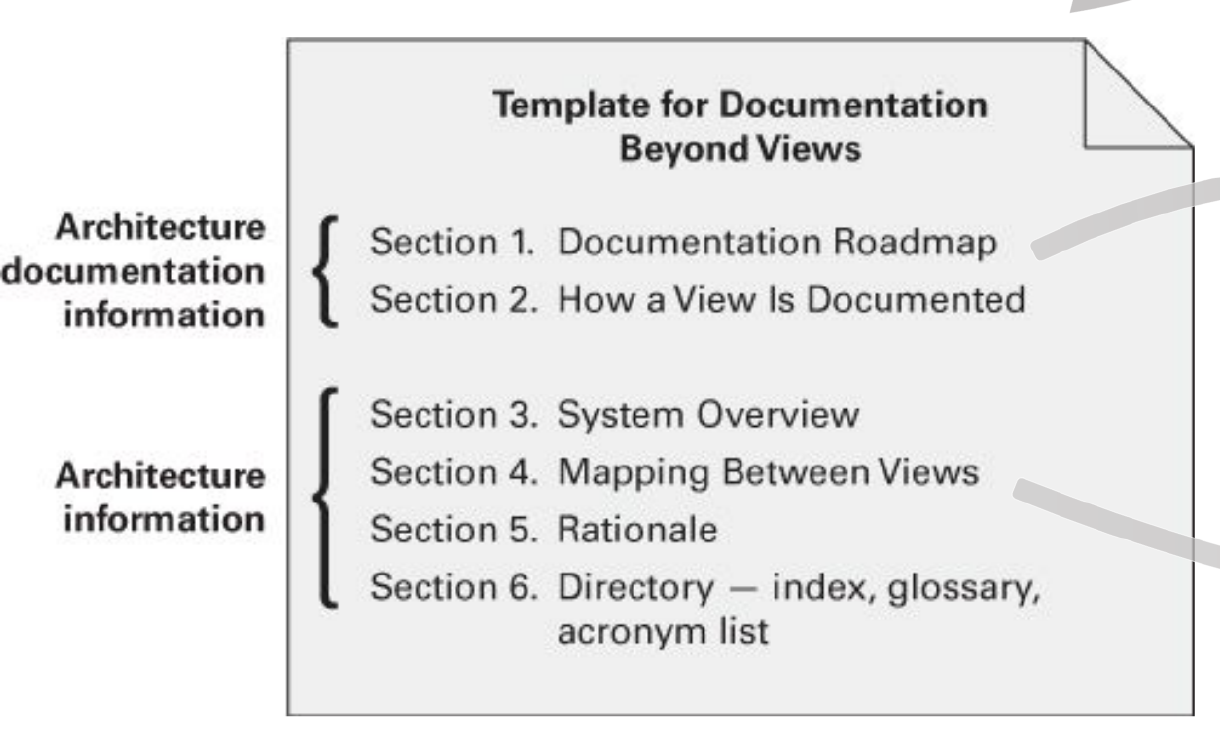 Template for Documentation
Beyond Views
Architecture
documentation
information
Section 1. Documentation Roadmap
Section 2. How a View Is Documented
Architecture
information
Section 3. System Overview
Section 4. Mapping Between Views
Section 5. Rationale
Section 6. Directory — index, glossary,
acronym list